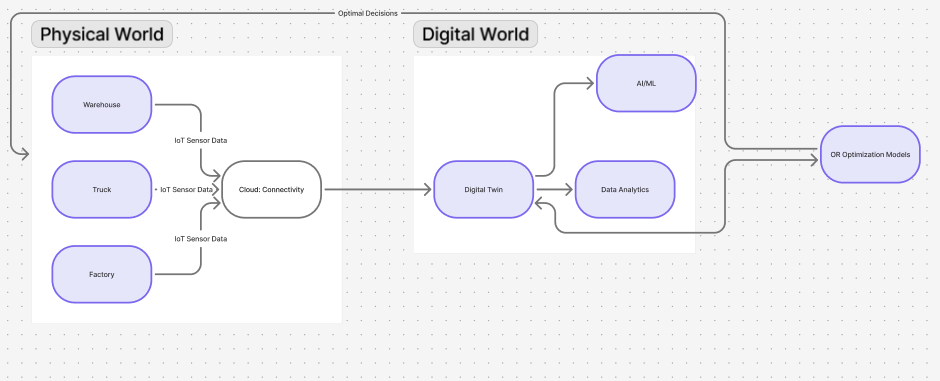 Optimal Decisions
Physical World
Digital World
Warehouse
AI/ML
IoT Sensor Data
OR Optimization Models
Truck
IoT Sensor Data
Cloud: Connectivity
Digital Twin
Data Analytics
IoT Sensor Data
Factory